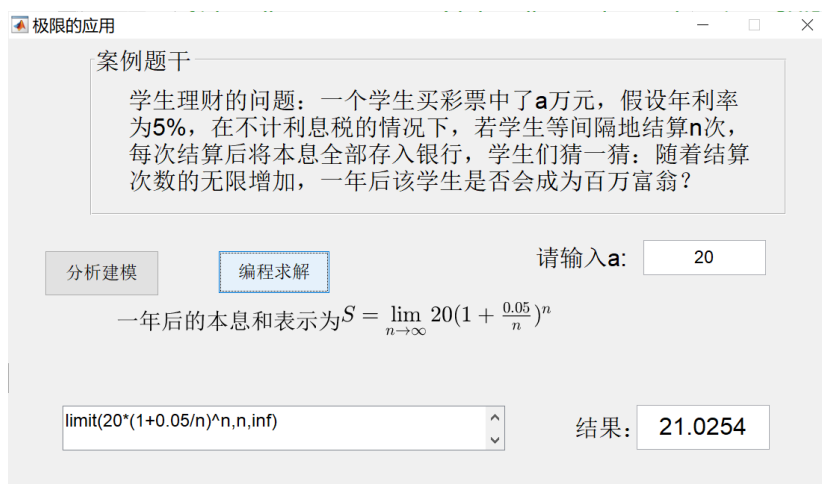 极限的应用
案例题干
学生理财的问题：一个学生买彩票中了a万元，假设年利率
为5%，在不计利息税的情况下，若学生等间隔地结算n次，
每次结算后将本息全部存入银行，学生们猜一猜：随着结算
次数的无限增加，一年后该学生是否会成为百万富翁？
分析建模 编程求解 请输入a: 20
一年后的本息和表示为$S = \lim_{n \to \infty} 20(1 + \frac{0.05}{n})^n$
limit(20*(1+0.05/n)^n,n,inf) 结果: 21.0254